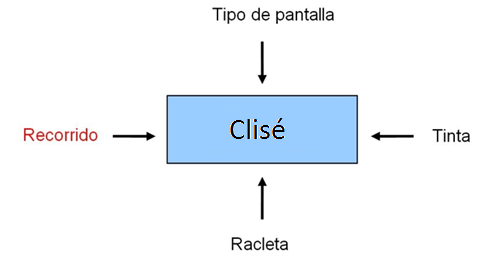 Tipo de pantalla
Recorrido
Clisé
Tinta
Racleta